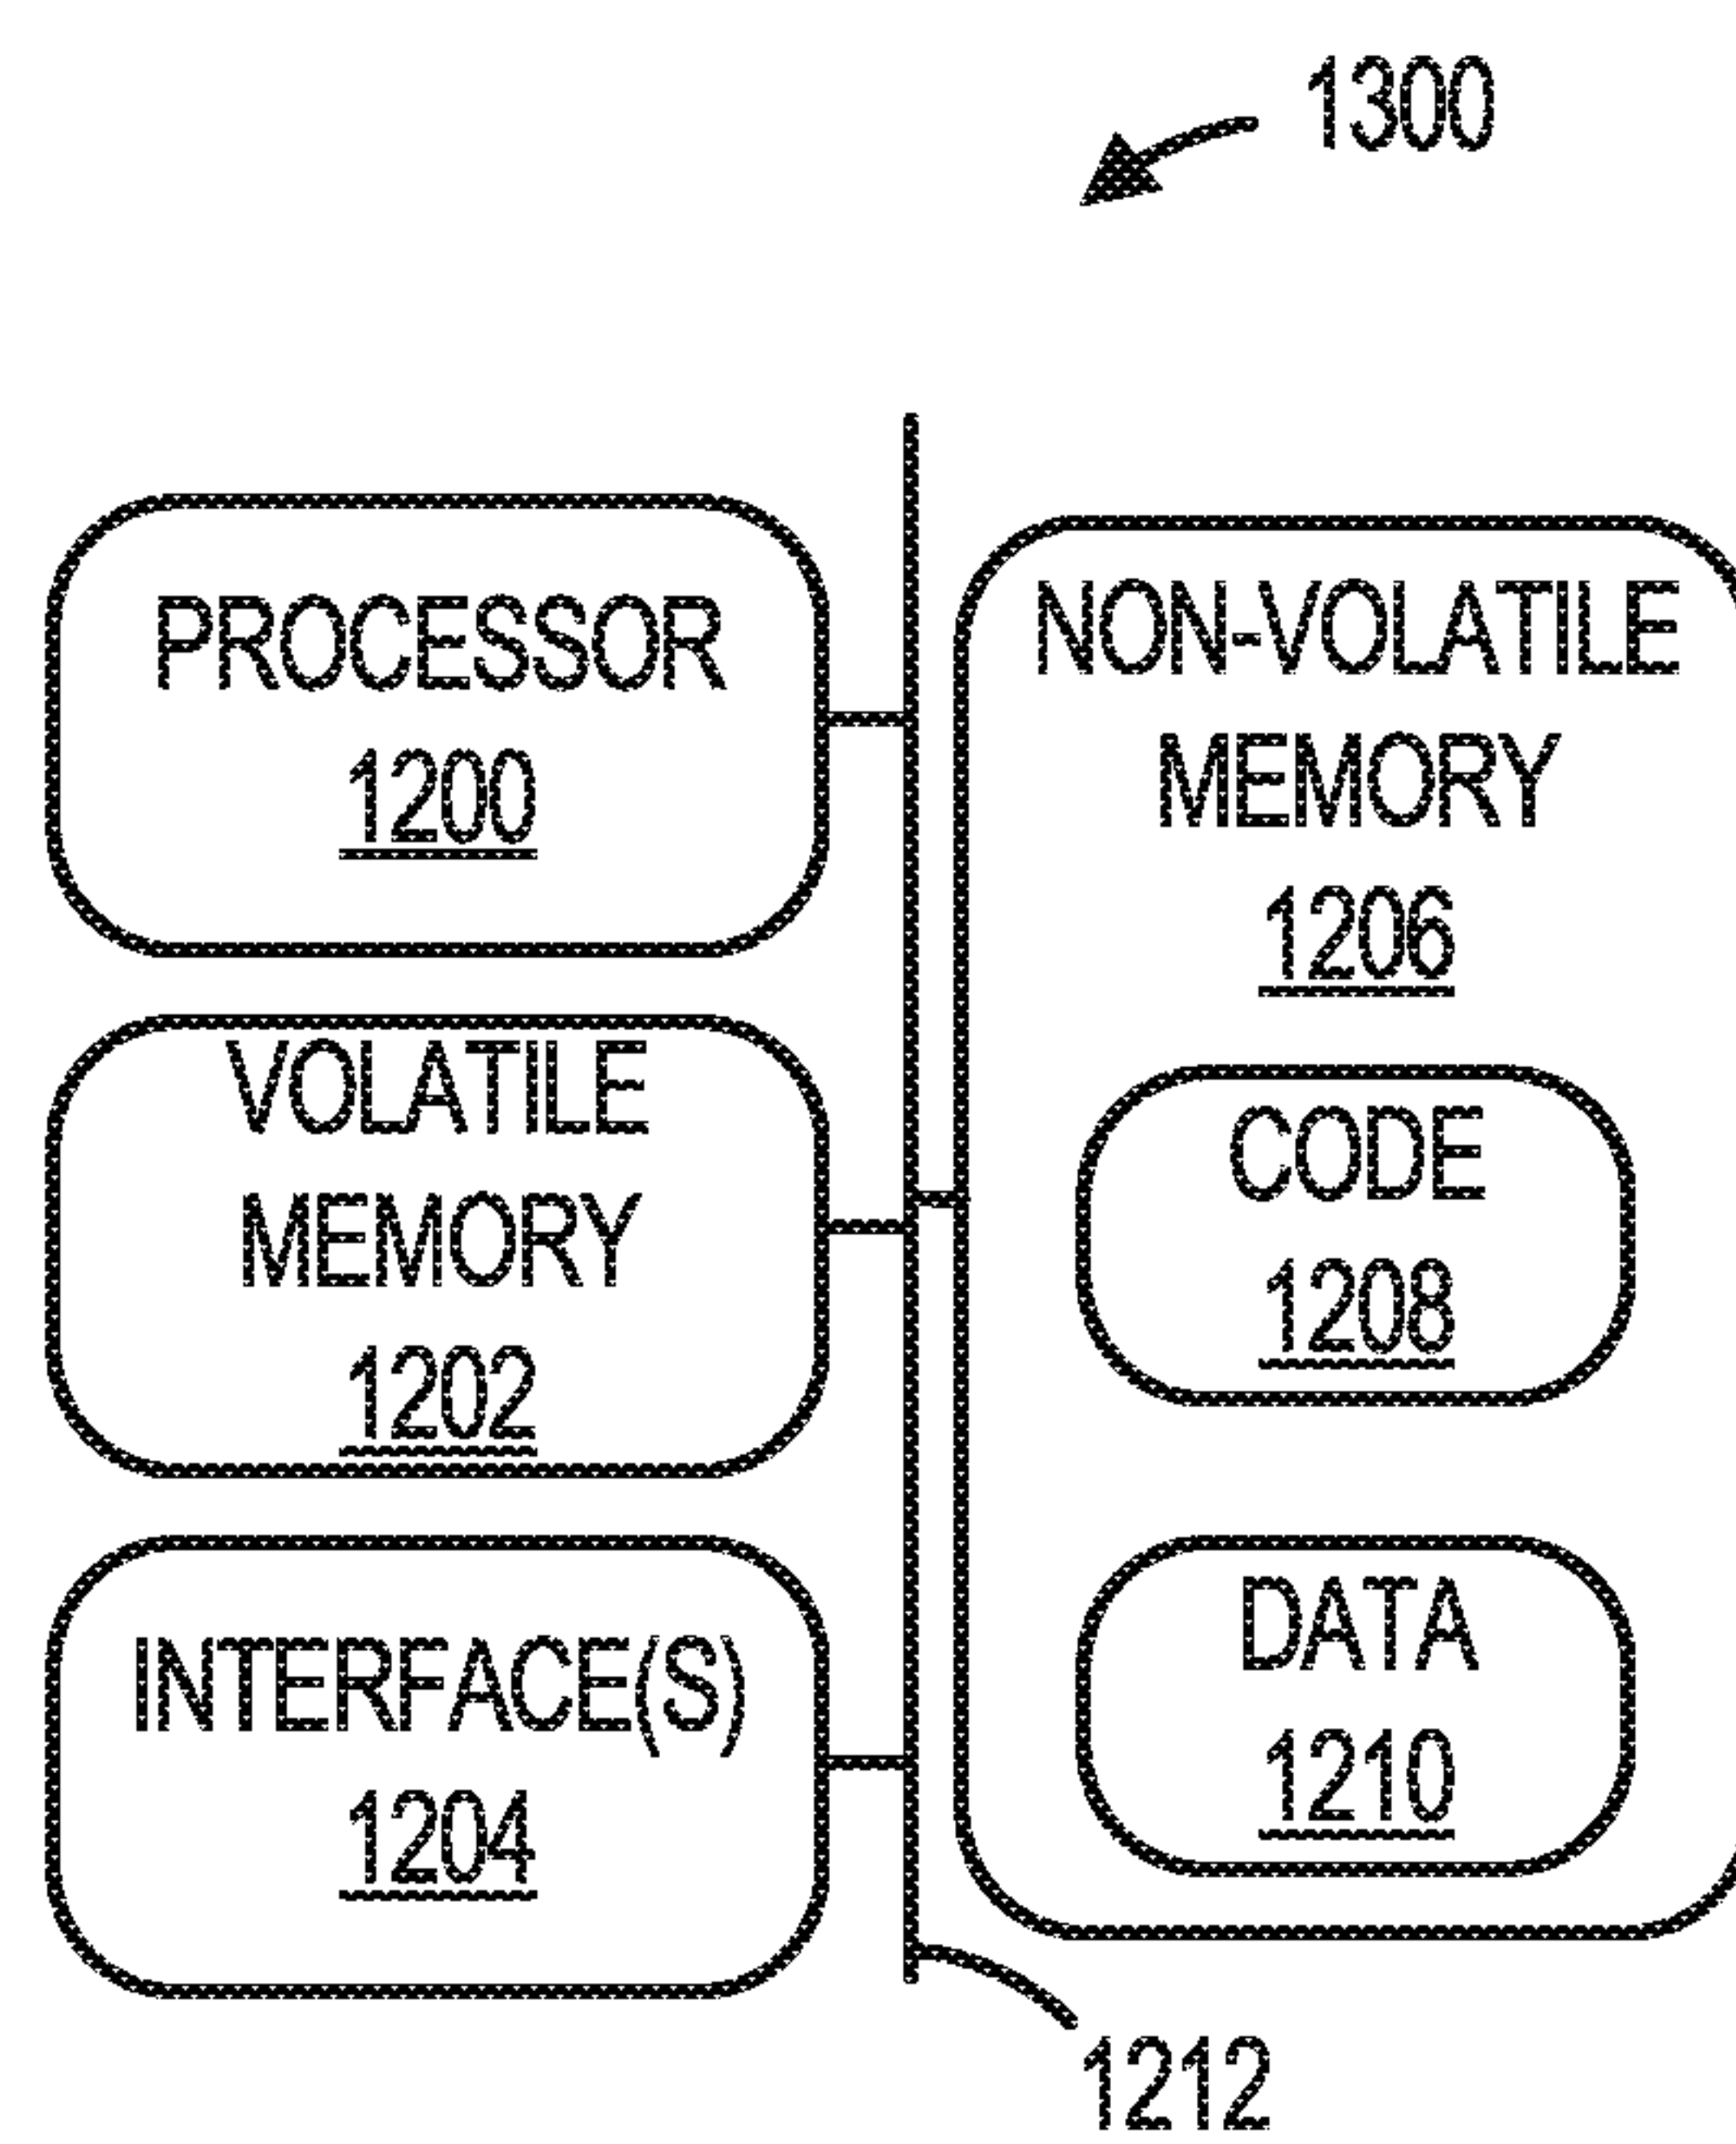 1300
PROCESSOR
1200
VOLATILE
MEMORY
1202
INTERFACE(S)
1204
NON-VOLATILE
MEMORY
1206
CODE
1208
DATA
1210
1212